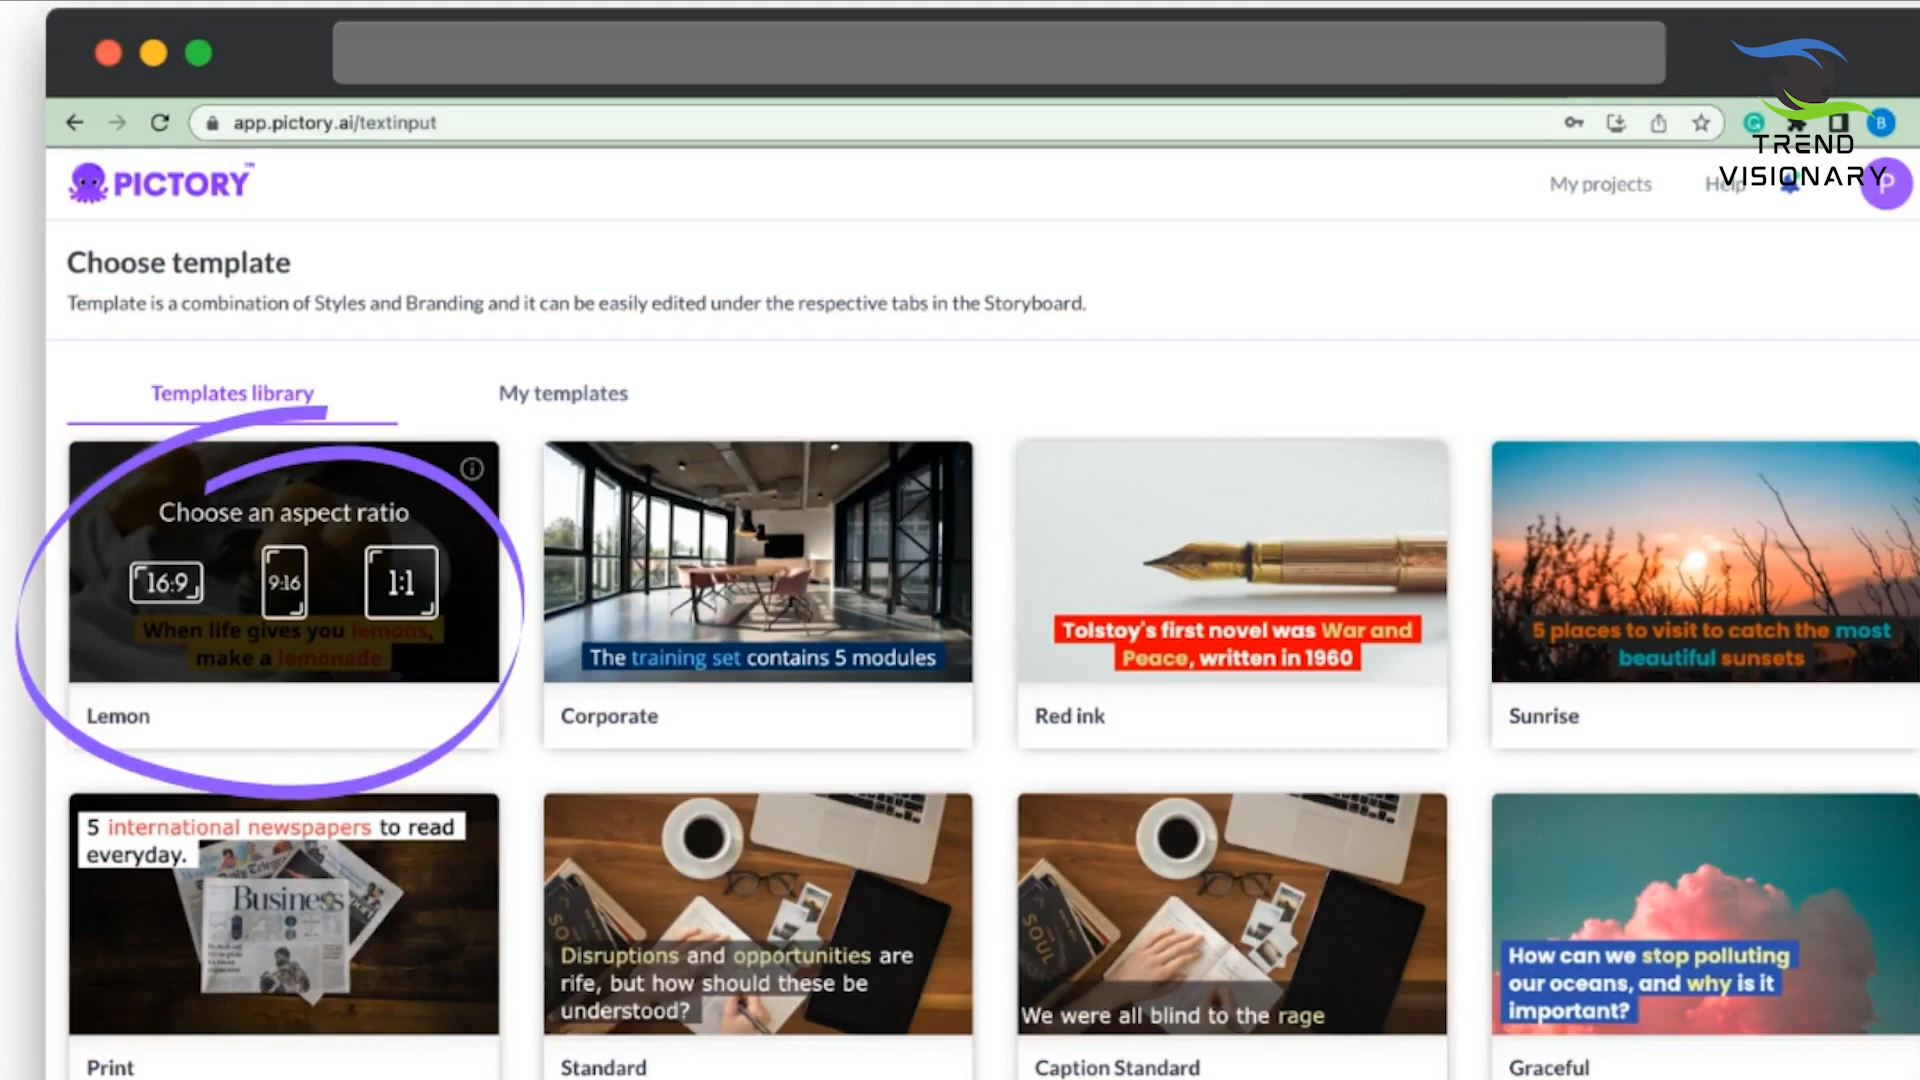 app.pictory.ai/textinput
B
TREND
VISIONARY
PICTORY™
My projects
Help
P
Choose template
Template is a combination of Styles and Branding and it can be easily edited under the respective tabs in the Storyboard.
Templates library
My templates
Choose an aspect ratio
16:9
9:16
1:1
When life gives you lemons,
make a lemonade
The training set contains 5 modules
Tolstoy's first novel was War and
Peace, written in 1960
5 places to visit to catch the most
beautiful sunsets
Lemon
Corporate
Red ink
Sunrise
5 international newspapers to read
everyday.
Business
SOUL
Disruptions and opportunities are
rife, but how should these be
understood?
SOUL
We were all blind to the rage
How can we stop polluting
our oceans, and why is it
important?
Print
Standard
Caption Standard
Graceful